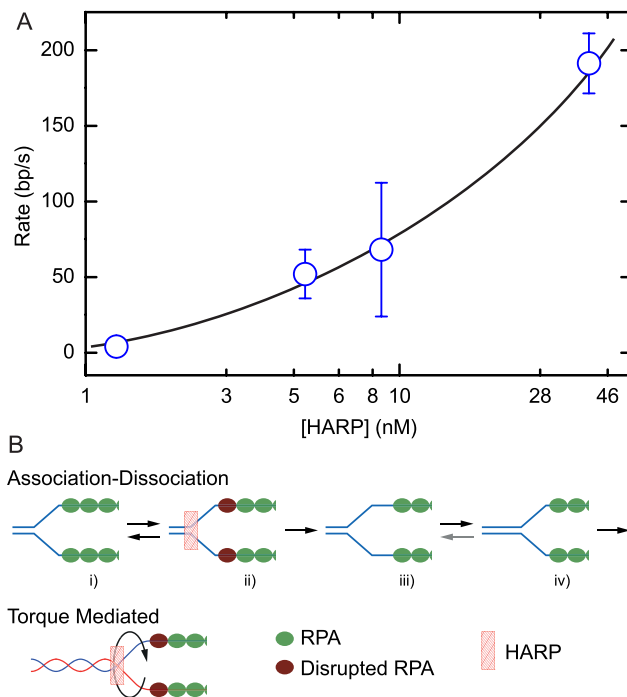 A
200
150
100
50
0
Rate (bp/s)
1 3 5 6 8 10 28 46
[HARP] (nM)
B
Association-Dissociation
i) ii) iii) iv)
Torque Mediated
RPA
Disrupted RPA
HARP